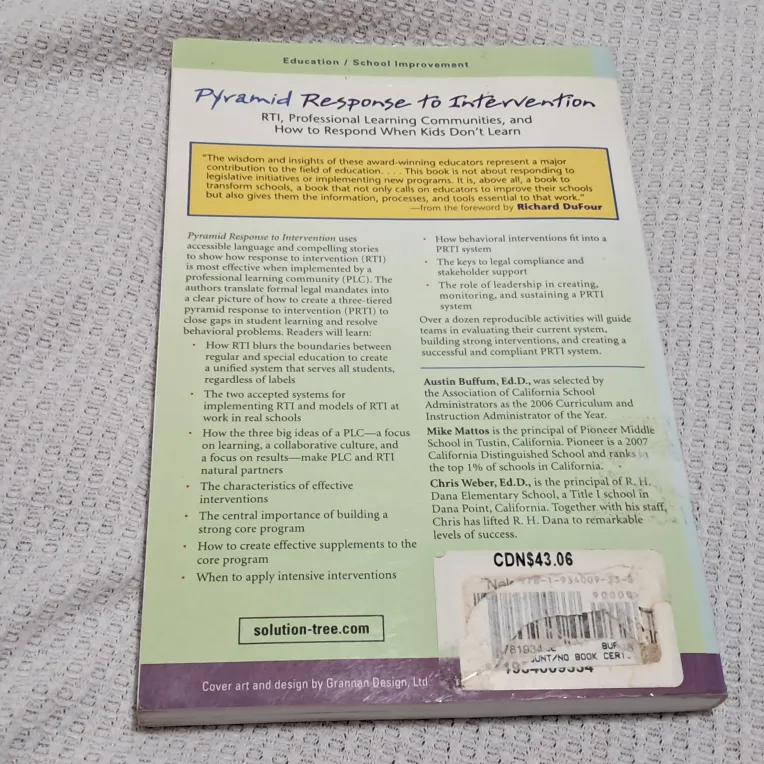 Education / School Improvement
Pyramid Response to Intervention
RTI, Professional Learning Communities, and
How to Respond When Kids Don't Learn
"The wisdom and insights of these award-winning educators represent a major
contribution to the field of education. . . . This book is not about responding to
legislative initiatives or implementing new programs. It is, above all, a book to
transform schools, a book that not only calls on educators to improve their schools
but also gives them the information, processes, and tools essential to that work."
—from the foreword by Richard DuFour
Pyramid Response to Intervention uses
accessible language and compelling stories
to show how response to intervention (RTI)
is most effective when implemented by a
professional learning community (PLC). The
authors translate formal legal mandates into
a clear picture of how to create a three-tiered
pyramid response to intervention (PRTI) to
close gaps in student learning and resolve
behavioral problems. Readers will learn:
• How RTI blurs the boundaries between
regular and special education to create
a unified system that serves all students,
regardless of labels
• The two accepted systems for
implementing RTI and models of RTI at
work in real schools
• How the three big ideas of a PLC—a focus
on learning, a collaborative culture, and
a focus on results—make PLC and RTI
natural partners
• The characteristics of effective
interventions
• The central importance of building a
strong core program
• How to create effective supplements to the
core program
• When to apply intensive interventions
• How behavioral interventions fit into a
PRTI system
• The keys to legal compliance and
stakeholder support
• The role of leadership in creating,
monitoring, and sustaining a PRTI
system
Over a dozen reproducible activities will guide
teams in evaluating their current system,
building strong interventions, and creating a
successful and compliant PRTI system.
Austin Buffum, Ed.D., was selected by
the Association of California School
Administrators as the 2006 Curriculum and
Instruction Administrator of the Year.
Mike Mattos is the principal of Pioneer Middle
School in Tustin, California. Pioneer is a 2007
California Distinguished School and ranks in
the top 1% of schools in California.
Chris Weber, Ed.D., is the principal of R. H.
Dana Elementary School, a Title I school in
Dana Point, California. Together with his staff,
Chris has lifted R. H. Dana to remarkable
levels of success.
CDN$43.06
90000
BUF
UNT/NO BOOK CERT.
solution-tree.com
Cover art and design by Grannan Design, Ltd